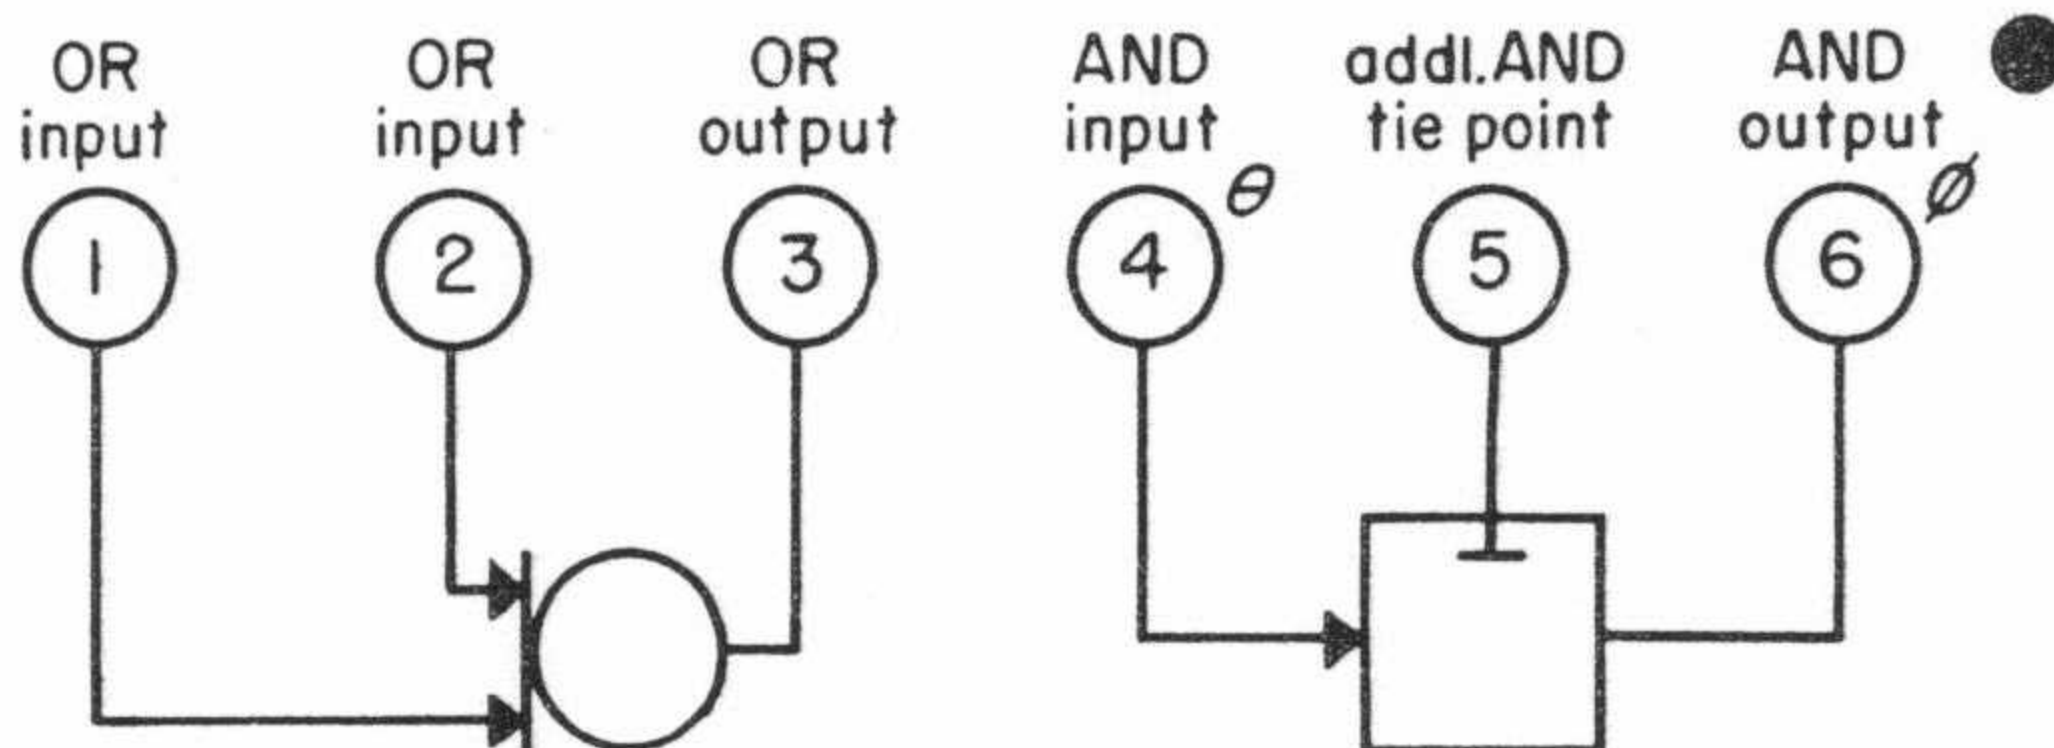 OR OR OR AND addl.AND AND
input input output input tie point output
θ ϕ
1 2 3 4 5 6